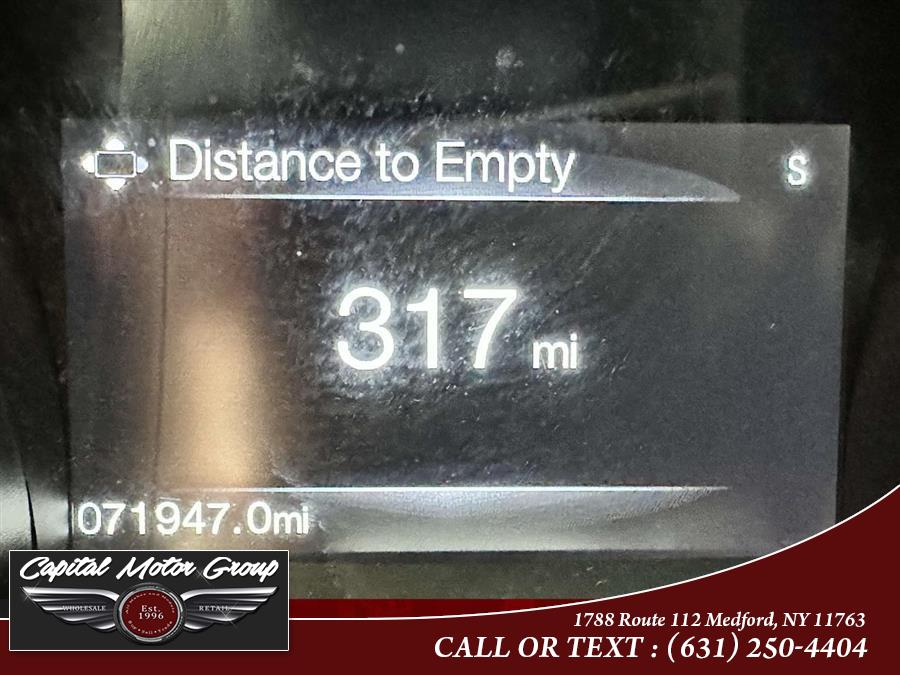 Distance to Empty
S
317 mi
071947.0mi
Capital Motor Group
WHOLESALE
RETAIL
Est.
1996
1788 Route 112 Medford, NY 11763
CALL OR TEXT : (631) 250-4404